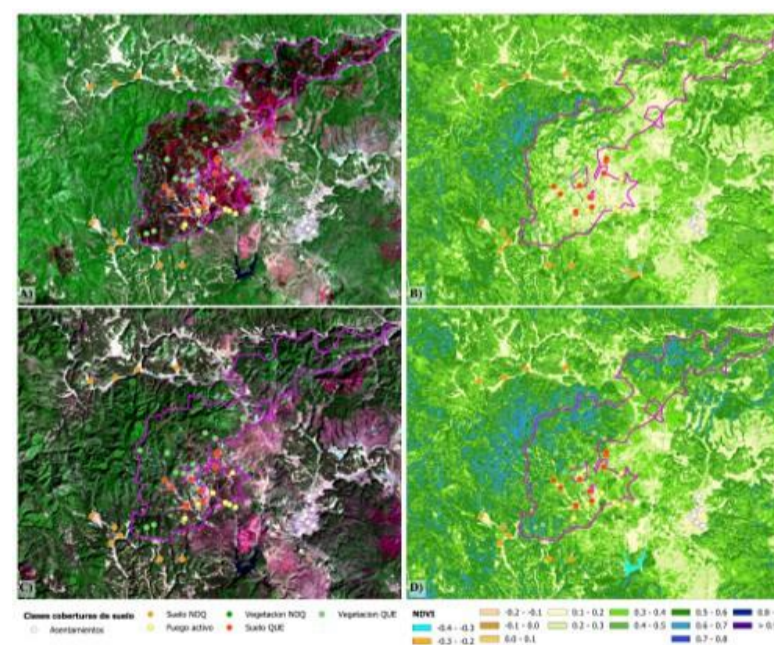 A)
B)
C)
D)
Clases coberturas de suelo
Asentamientos
Suelo NDQ
Fuego activo
Vegetacion NDQ
Suelo QUE
Vegetacion QUE
NDVI
-0.4 - -0.3
-0.3 - -0.2
-0.2 - -0.1
-0.1 - 0.0
0.0 - 0.1
0.1 - 0.2
0.2 - 0.3
0.3 - 0.4
0.4 - 0.5
0.5 - 0.6
0.6 - 0.7
0.7 - 0.8